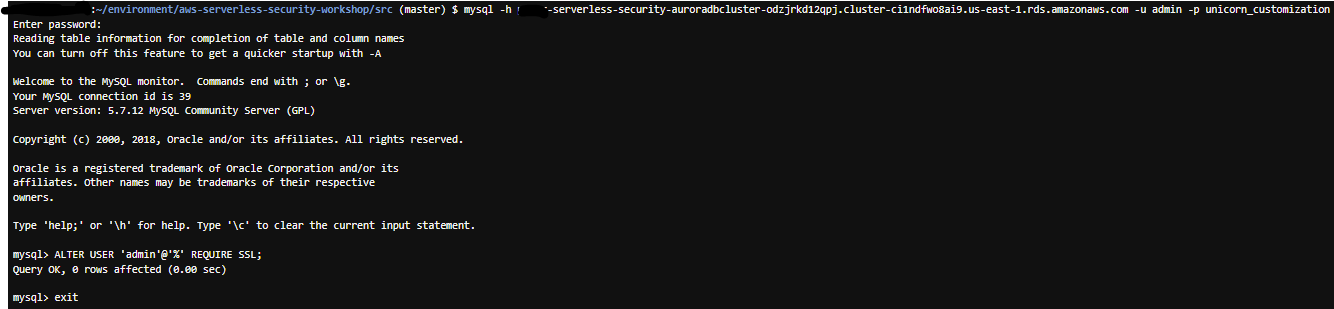 :~/environment/aws-serverless-security-workshop/src (master) $ mysql -h -serverless-security-auroradbcluster-odzjrkd12qpj.cluster-ci1ndfwo8ai9.us-east-1.rds.amazonaws.com -u admin -p unicorn_customization
Enter password:
Reading table information for completion of table and column names
You can turn off this feature to get a quicker startup with -A
Welcome to the MySQL monitor.  Commands end with ; or \g.
Your MySQL connection id is 39
Server version: 5.7.12 MySQL Community Server (GPL)
Copyright (c) 2000, 2018, Oracle and/or its affiliates. All rights reserved.
Oracle is a registered trademark of Oracle Corporation and/or its
affiliates. Other names may be trademarks of their respective
owners.
Type 'help;' or '\h' for help. Type '\c' to clear the current input statement.
mysql> ALTER USER 'admin'@'%' REQUIRE SSL;
Query OK, 0 rows affected (0.00 sec)
mysql> exit